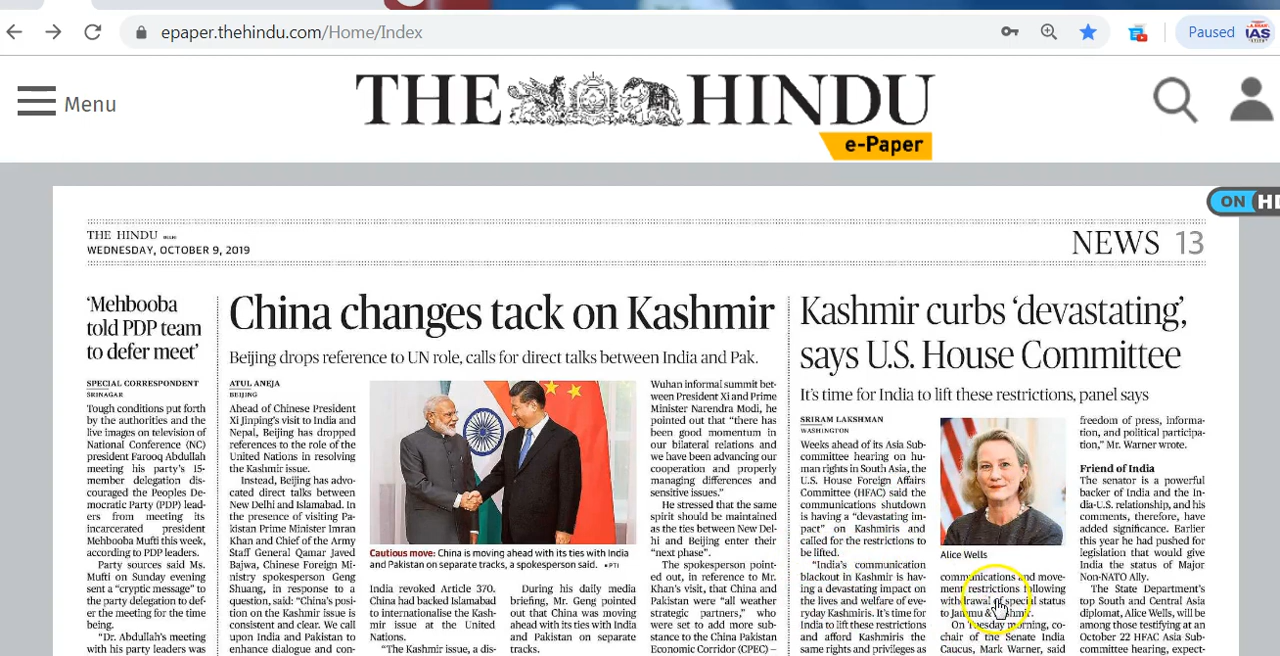 epaper.thehindu.com/Home/Index
Paused
IAS
Menu
THE HINDU
e-Paper
ON HD
THE HINDU DELHI
WEDNESDAY, OCTOBER 9, 2019
NEWS 13
‘Mehbooba
told PDP team
to defer meet’
SPECIAL CORRESPONDENT
SRINAGAR
Tough conditions put forth
by the authorities and the
live images on television of
National Conference (NC)
president Farooq Abdullah
meeting his party's 15-
member delegation dis-
couraged the Peoples De-
mocratic Party (PDP) lead-
ers from meeting its
incarcerated president
Mehbooba Mufti this week,
according to PDP leaders.
Party sources said Ms.
Mufti on Sunday evening
sent a “cryptic message” to
the party delegation to defer
the meeting for the time
being.
“Dr. Abdullah's meeting
with his party leaders was
China changes tack on Kashmir
Beijing drops reference to UN role, calls for direct talks between India and Pak.
ATUL ANEJA
BEIJING
Ahead of Chinese President
Xi Jinping's visit to India and
Nepal, Beijing has dropped
references to the role of the
United Nations in resolving
the Kashmir issue.
Instead, Beijing has advo-
cated direct talks between
New Delhi and Islamabad. In
the presence of visiting Pa-
kistan Prime Minister Imran
Khan and Chief of the Army
Staff General Qamar Javed
Bajwa, Chinese Foreign Mi-
nistry spokesperson Geng
Shuang, in response to a
question, said: “China's posi-
tion on the Kashmir issue is
consistent and clear. We call
upon India and Pakistan to
enhance dialogue and con-
Cautious move: China is moving ahead with its ties with India
and Pakistan on separate tracks, a spokesperson said. •PTI
India revoked Article 370.
China had backed Islamabad
to internationalise the Kash-
mir issue at the United
Nations.
“The Kashmir issue, a dis-
During his daily media
briefing, Mr. Geng pointed
out that China was moving
ahead with its ties with India
and Pakistan on separate
tracks.
Wuhan informal summit bet-
ween President Xi and Prime
Minister Narendra Modi, he
pointed out that “there has
been good momentum in
our bilateral relations and
we have been advancing our
cooperation and properly
managing differences and
sensitive issues.”
He stressed that the same
spirit should be maintained
as the ties between New Del-
hi and Beijing enter their
“next phase”.
The spokesperson point-
ed out, in reference to Mr.
Khan's visit, that China and
Pakistan were “all weather
strategic partners,” who
were set to add more sub-
stance to the China Pakistan
Economic Corridor (CPEC) –
Kashmir curbs ‘devastating’,
says U.S. House Committee
It's time for India to lift these restrictions, panel says
SRIRAM LAKSHMAN
WASHINGTON
Weeks ahead of its Asia Sub-
committee hearing on hu-
man rights in South Asia, the
U.S. House Foreign Affairs
Committee (HFAC) said the
communications shutdown
is having a “devastating im-
pact” on Kashmiris and
called for the restrictions to
be lifted.
“India's communication
blackout in Kashmir is hav-
ing a devastating impact on
the lives and welfare of eve-
ryday Kashmiris. It's time for
India to lift these restrictions
and afford Kashmiris the
same rights and privileges as
Alice Wells
communications and move-
ment restrictions following
withdrawal of special status
to Jammu & Kashmir.
On Tuesday morning, co-
chair of the Senate India
Caucus, Mark Warner, said
freedom of press, informa-
tion, and political participa-
tion,” Mr. Warner wrote.
Friend of India
The senator is a powerful
backer of India and the In-
dia-U.S. relationship, and his
comments, therefore, have
added significance. Earlier
this year he had pushed for
legislation that would give
India the status of Major
Non-NATO Ally.
The State Department's
top South and Central Asia
diplomat, Alice Wells, will be
among those testifying at an
October 22 HFAC Asia Sub-
committee hearing, expect-